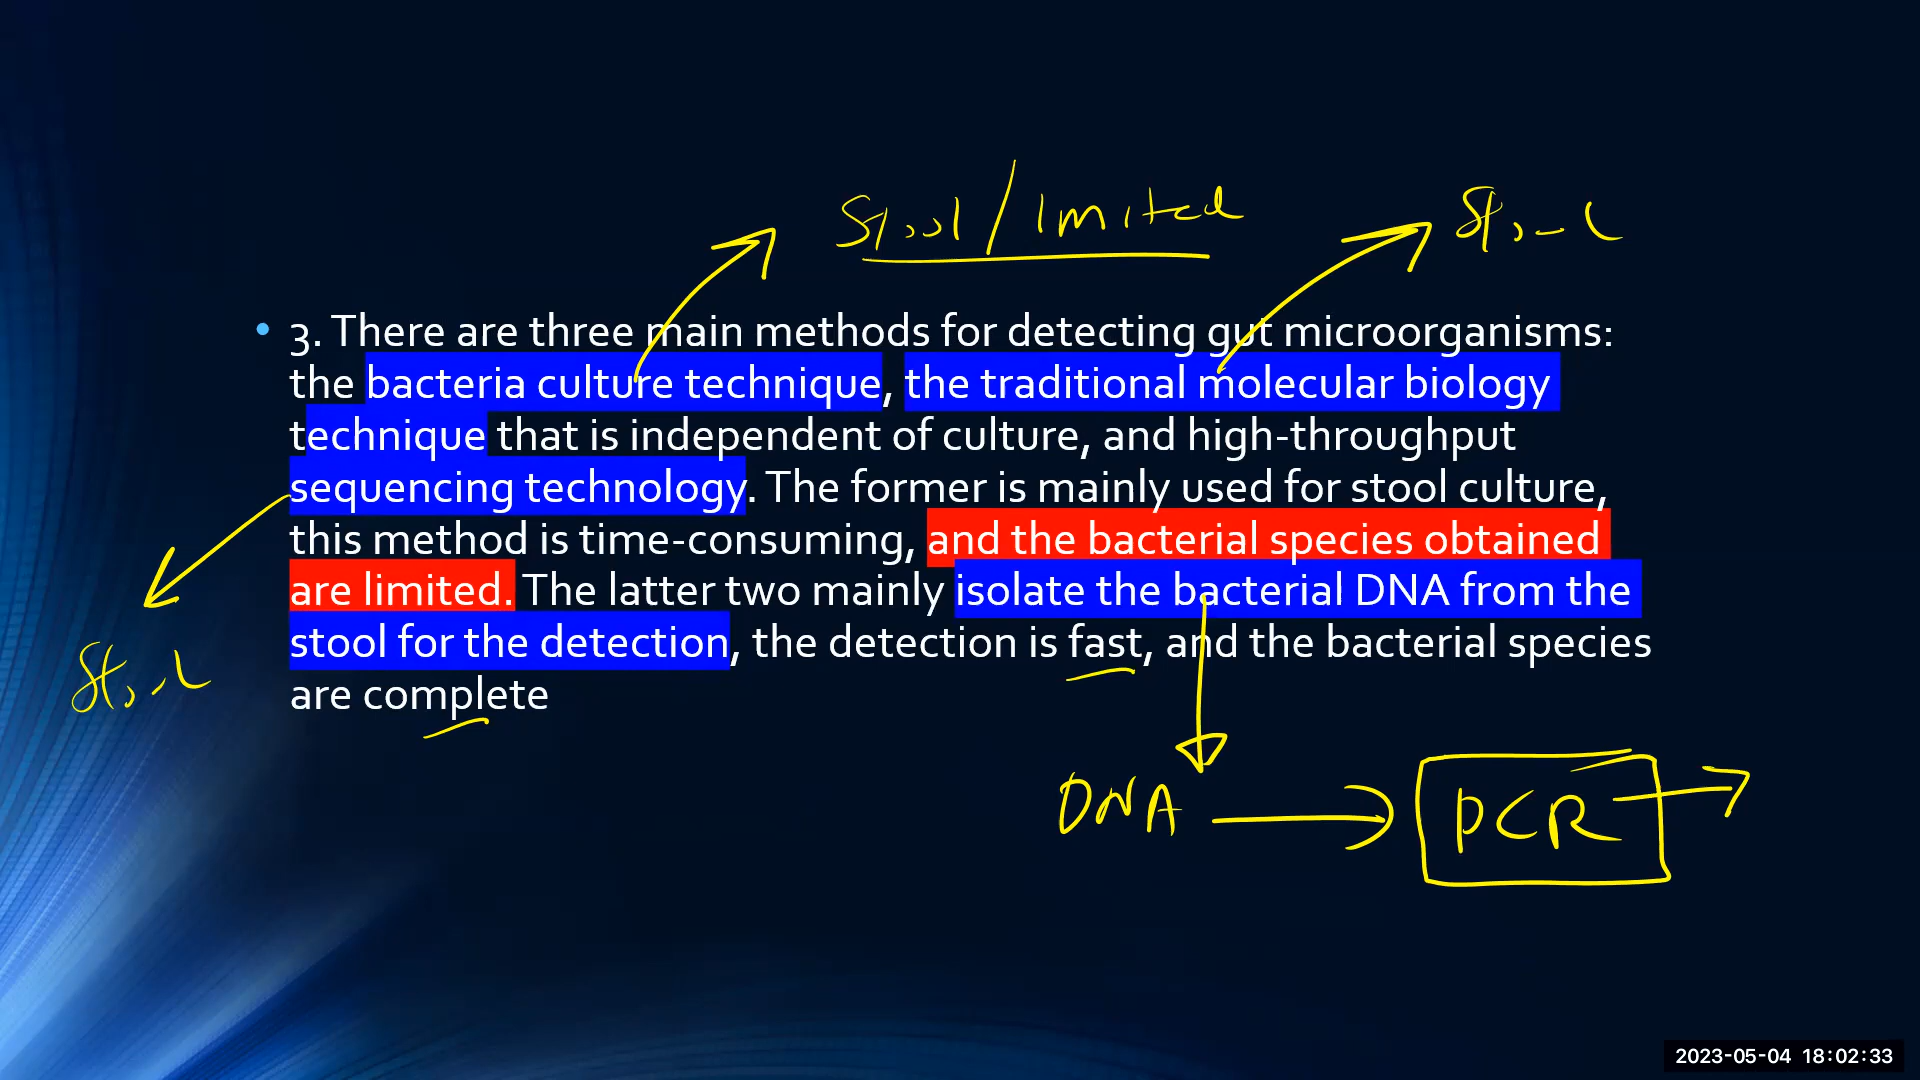 Stool / limited
Stool
• 3. There are three main methods for detecting gut microorganisms:
the bacteria culture technique, the traditional molecular biology
technique that is independent of culture, and high-throughput
sequencing technology. The former is mainly used for stool culture,
this method is time-consuming, and the bacterial species obtained
are limited. The latter two mainly isolate the bacterial DNA from the
stool for the detection, the detection is fast, and the bacterial species
are complete
Stool
DNA
PCR
2023-05-04 18:02:33